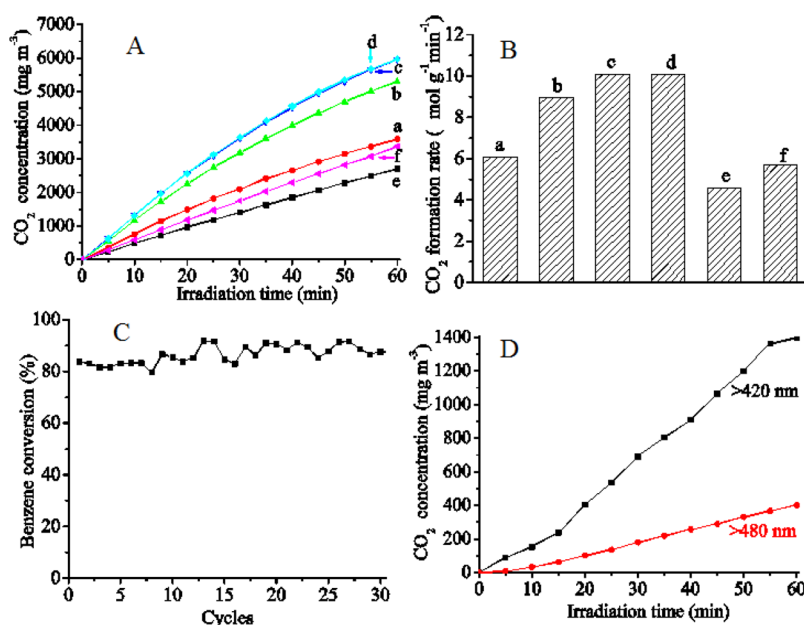 A
CO₂ concentration (mg m⁻³)
7000
6000
5000
4000
3000
2000
1000
0
d
c
b
a
f
e
0 10 20 30 40 50 60
Irradiation time (min)
B
CO₂ formation rate ( mol g⁻¹min⁻¹)
14
12
10
8
6
4
2
0
a
b
c
d
e
f
C
Benzene conversion (%)
100
80
60
40
20
0
0 5 10 15 20 25 30
Cycles
D
CO₂ concentration (mg m⁻³)
1400
1200
1000
800
600
400
200
0
>420 nm
>480 nm
0 10 20 30 40 50 60
Irradiation time (min)